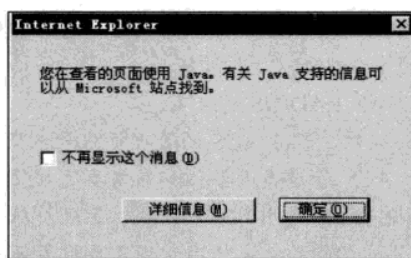 Internet Explorer
您在查看的页面使用 Java。有关 Java 支持的信息可
以从 Microsoft 站点找到。
不再显示这个消息(D)
详细信息(M)
确定(O)